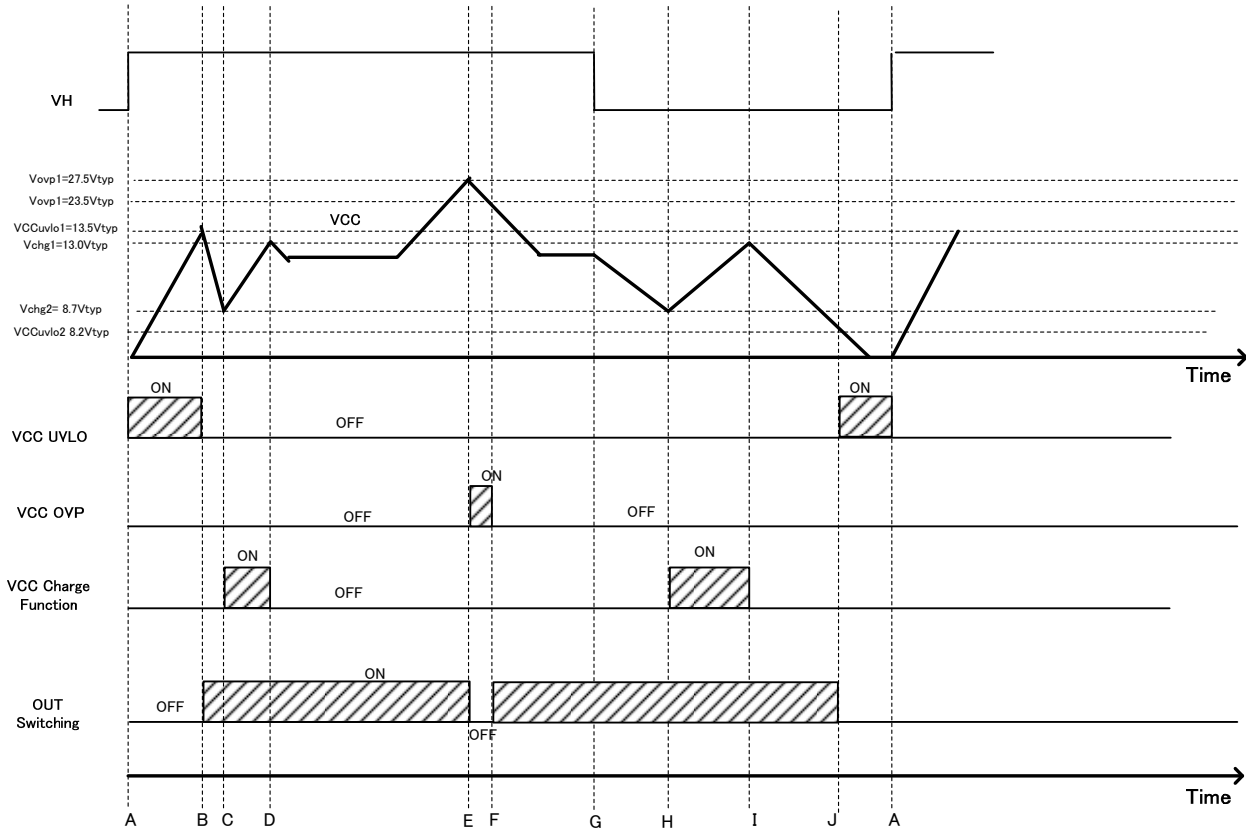 VH
Vovp1=27.5Vtyp
Vovp1=23.5Vtyp
VCC
VCCuvlo1=13.5Vtyp
Vchg1=13.0Vtyp
Vchg2= 8.7Vtyp
VCCuvlo2 8.2Vtyp
Time
ON
ON
OFF
VCC UVLO
ON
VCC OVP
OFF
OFF
ON
ON
VCC Charge
Function
OFF
ON
OUT
Switching
OFF
OFF
Time
A B C D E F G H I J A